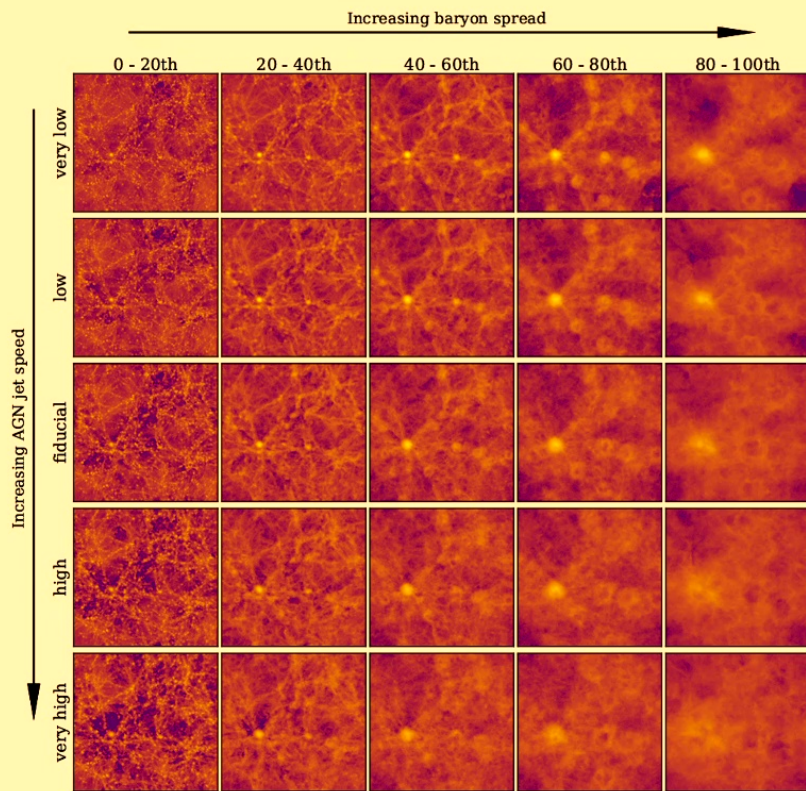 Increasing baryon spread
0 - 20th
20 - 40th
40 - 60th
60 - 80th
80 - 100th
Increasing AGN jet speed
very low
low
fiducial
high
very high